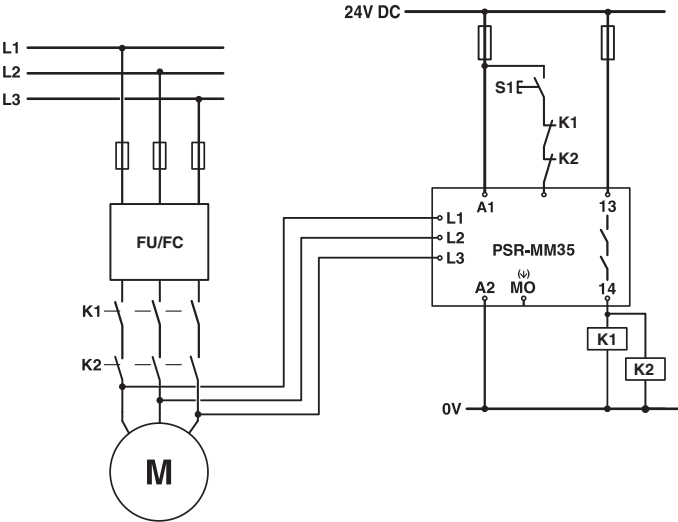 24V DC
L1
L2
L3
S1
K1
K2
FU/FC
A1
13
L1
L2
L3
PSR-MM35
A2
MO
14
K1
K2
K1
K2
0V
M